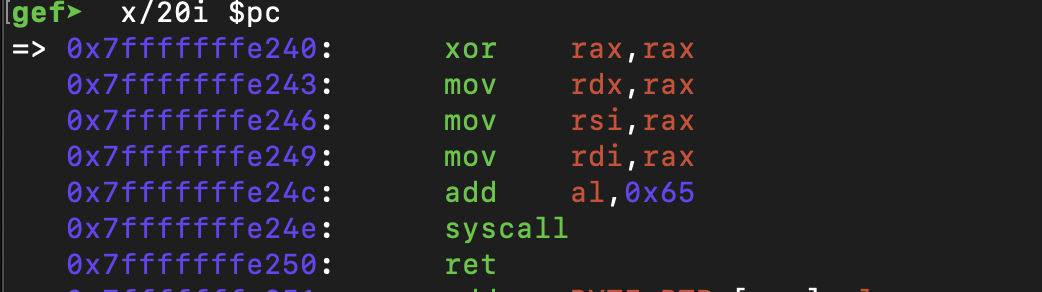 gef➤  x/20i $pc
=> 0x7fffffffe240:	xor	rax,rax
0x7fffffffe243:	mov	rdx,rax
0x7fffffffe246:	mov	rsi,rax
0x7fffffffe249:	mov	rdi,rax
0x7fffffffe24c:	add	al,0x65
0x7fffffffe24e:	syscall
0x7fffffffe250:	ret